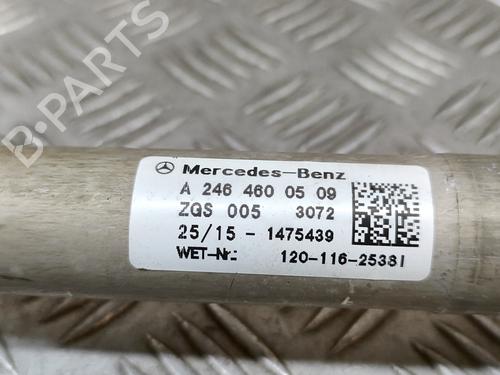 B-PARTS
Mercedes-Benz
A 246 460 05 09
ZGS 005 3072
25/15 - 1475439
WET-Nr.: 120-116-25381